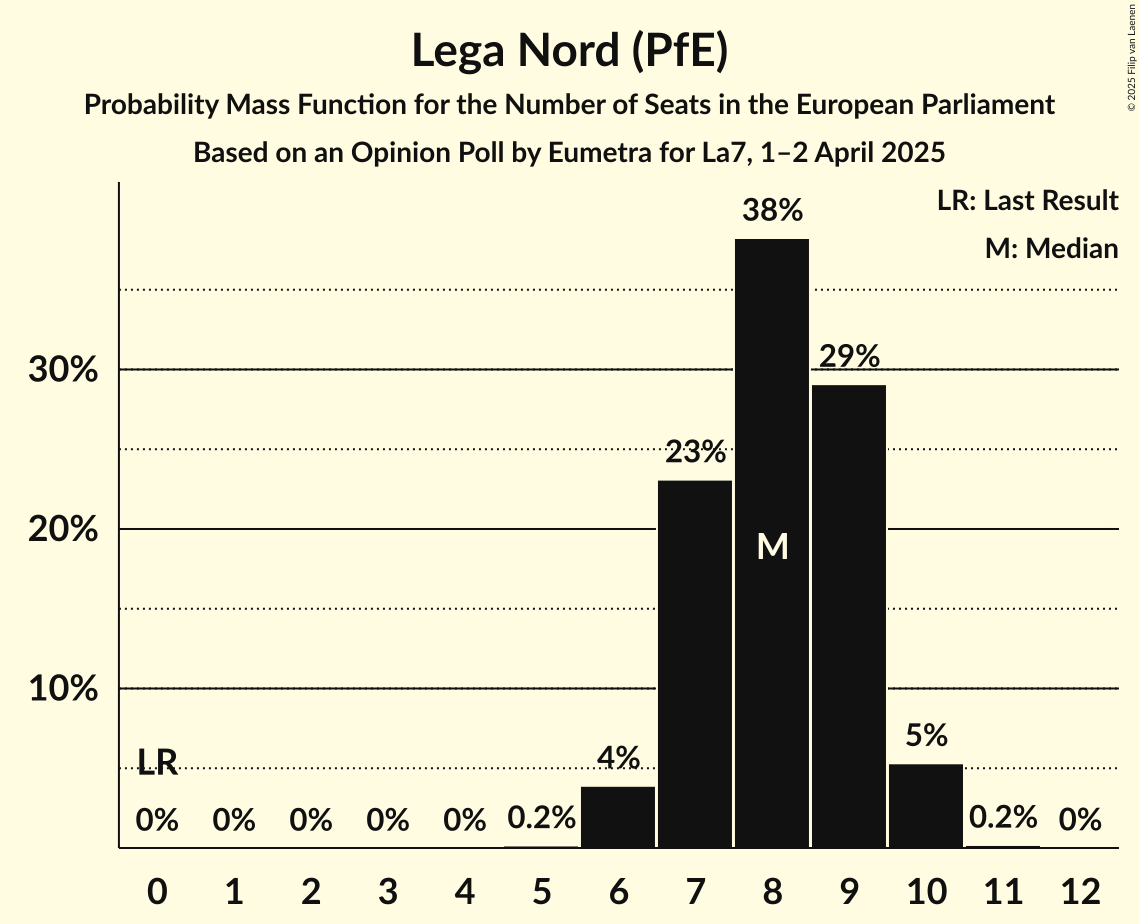 Lega Nord (PfE)
Probability Mass Function for the Number of Seats in the European Parliament
Based on an Opinion Poll by Eumetra for La7, 1–2 April 2025
© 2025 Filip van Laenen
LR: Last Result
M: Median
38%
30%
29%
23%
20%
M
10%
LR
5%
4%
0% 0% 0% 0% 0% 0.2% 0.2% 0%
0 1 2 3 4 5 6 7 8 9 10 11 12